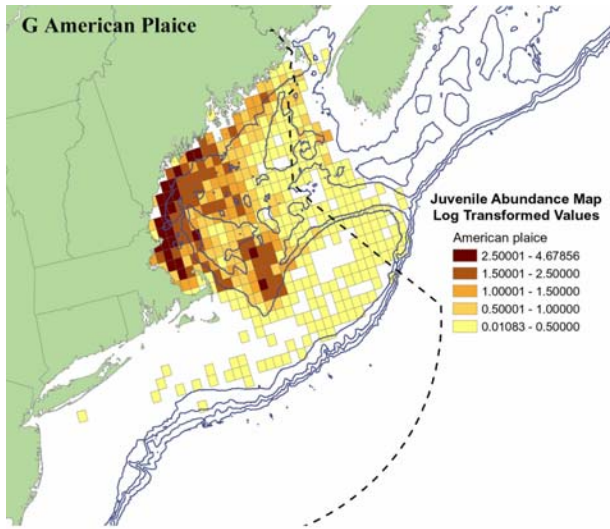 G American Plaice
Juvenile Abundance Map
Log Transformed Values
American plaice
2.50001 - 4.67856
1.50001 - 2.50000
1.00001 - 1.50000
0.50001 - 1.00000
0.01083 - 0.50000